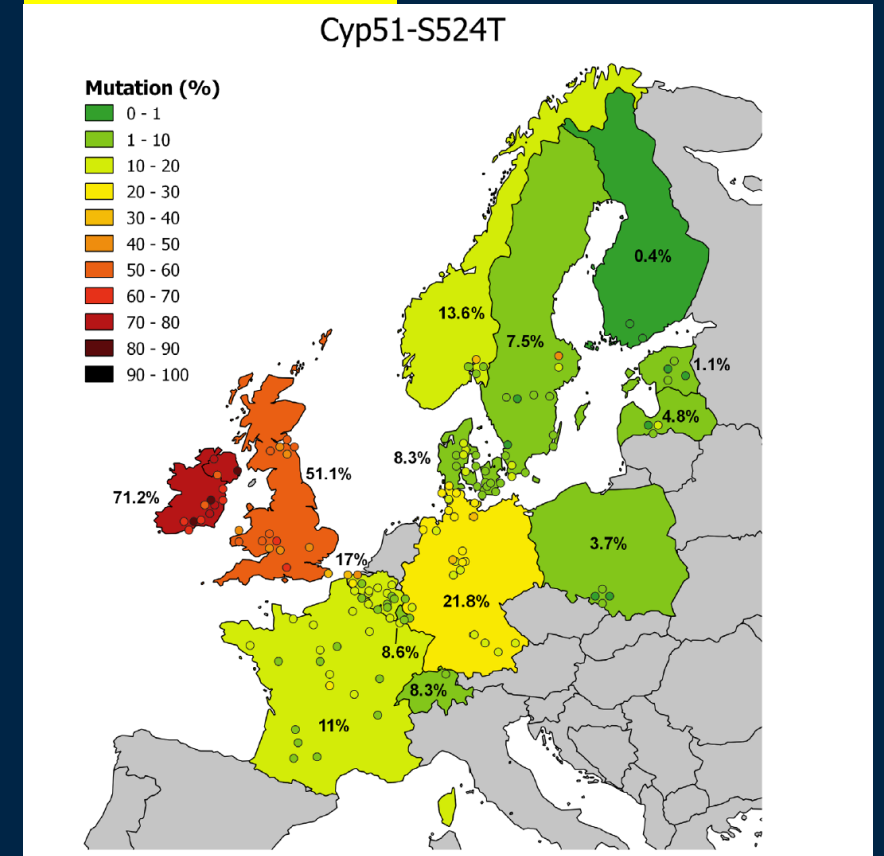 Cyp51-S524T
Mutation (%)
0 - 1
1 - 10
10 - 20
20 - 30
30 - 40
40 - 50
50 - 60
60 - 70
70 - 80
80 - 90
90 - 100
0.4%
13.6%
7.5%
1.1%
4.8%
8.3%
51.1%
71.2%
3.7%
17%
21.8%
8.6%
8.3%
11%